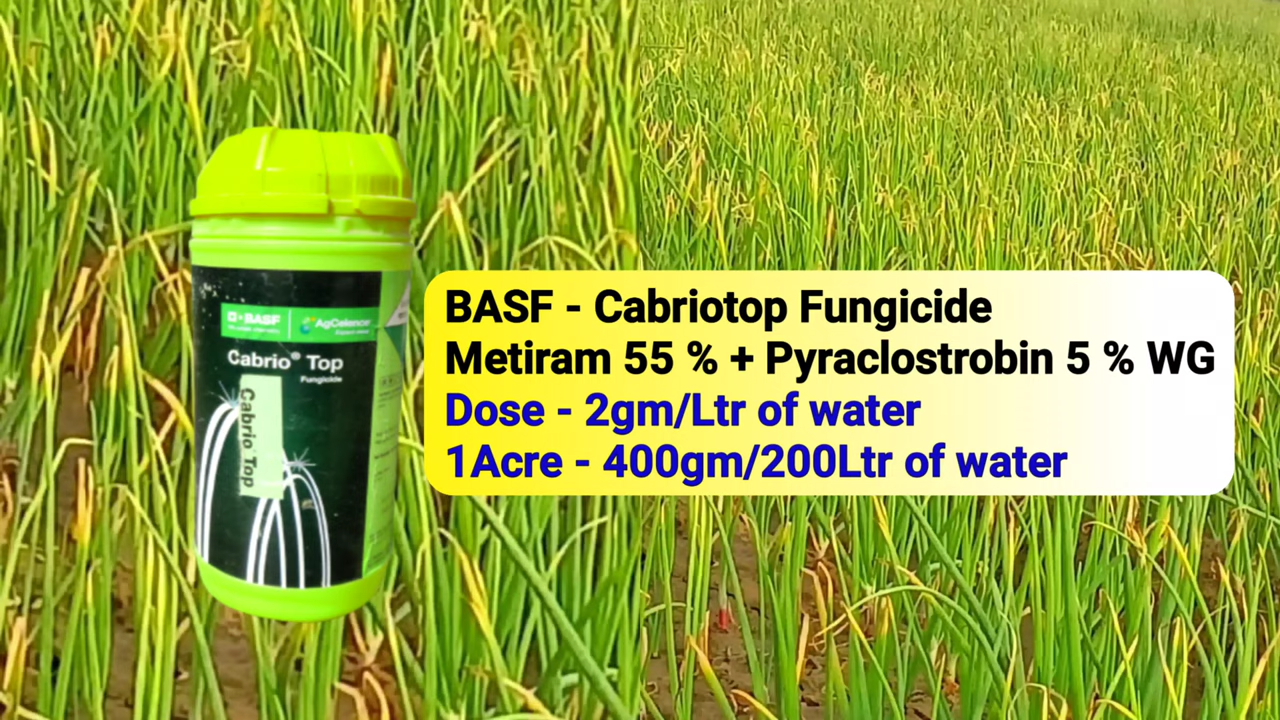 BASF
AgCelence
Cabrio® Top
Fungicide
Cabrio Top
BASF - Cabriotop Fungicide
Metiram 55 % + Pyraclostrobin 5 % WG
Dose - 2gm/Ltr of water
1Acre - 400gm/200Ltr of water